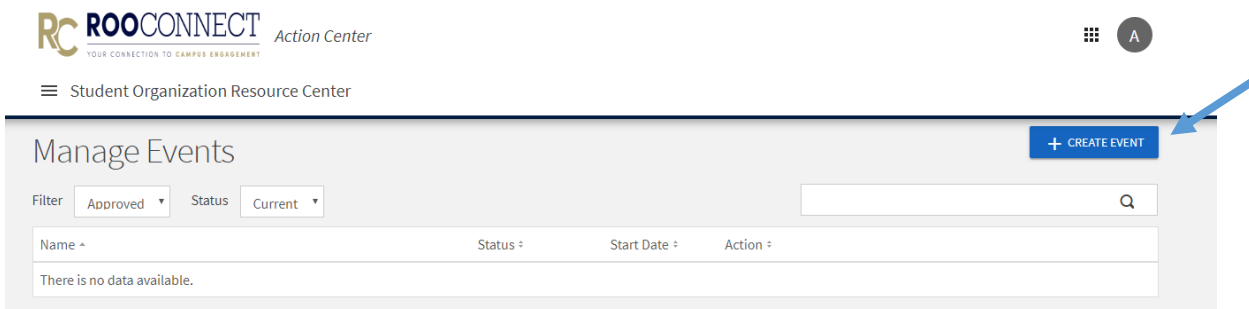 RC ROOCONNECT Action Center
YOUR CONNECTION TO CAMPUS ENGAGEMENT
A
Student Organization Resource Center
Manage Events
+ CREATE EVENT
Filter Approved Status Current
Name Status Start Date Action
There is no data available.